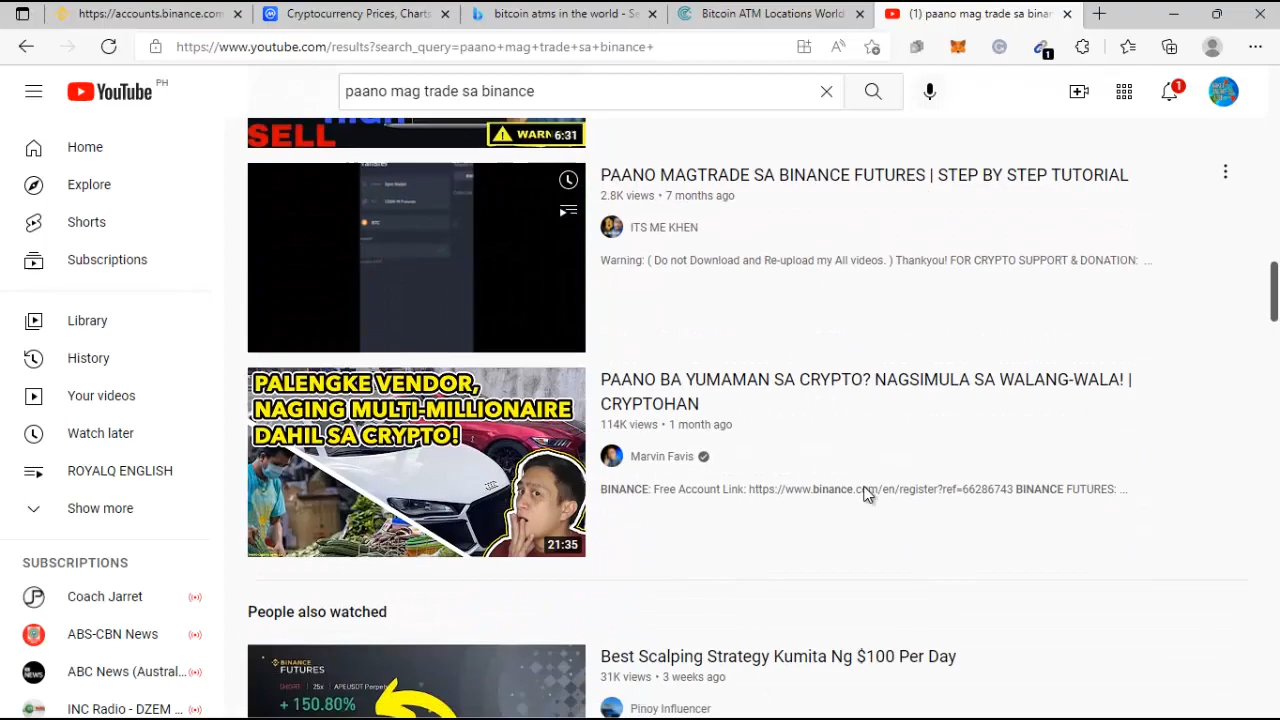 https://accounts.binance.com
Cryptocurrency Prices, Charts
bitcoin atms in the world - Se
Bitcoin ATM Locations World
(1) paano mag trade sa binar
https://www.youtube.com/results?search_query=paano+mag+trade+sa+binance+
1
YouTube PH
paano mag trade sa binance
1
Home
Explore
Shorts
Subscriptions
Library
History
Your videos
Watch later
ROYALQ ENGLISH
Show more
SUBSCRIPTIONS
Coach Jarret
ABS-CBN News
ABC News (Austral...
INC Radio - DZEM ...
SELL
WARN 6:31
PAANO MAGTRADE SA BINANCE FUTURES | STEP BY STEP TUTORIAL
2.8K views • 7 months ago
ITS ME KHEN
Warning: ( Do not Download and Re-upload my All videos. ) Thankyou! FOR CRYPTO SUPPORT & DONATION: ...
BTC
PALENGKE VENDOR,
NAGING MULTI-MILLIONAIRE
DAHIL SA CRYPTO!
21:35
PAANO BA YUMAMAN SA CRYPTO? NAGSIMULA SA WALANG-WALA! |
CRYPTOHAN
114K views • 1 month ago
Marvin Favis
BINANCE: Free Account Link: https://www.binance.com/en/register?ref=66286743 BINANCE FUTURES: ...
People also watched
BINANCE
FUTURES
25x
+ 150.80%
Best Scalping Strategy Kumita Ng $100 Per Day
31K views • 3 weeks ago
Pinoy Influencer